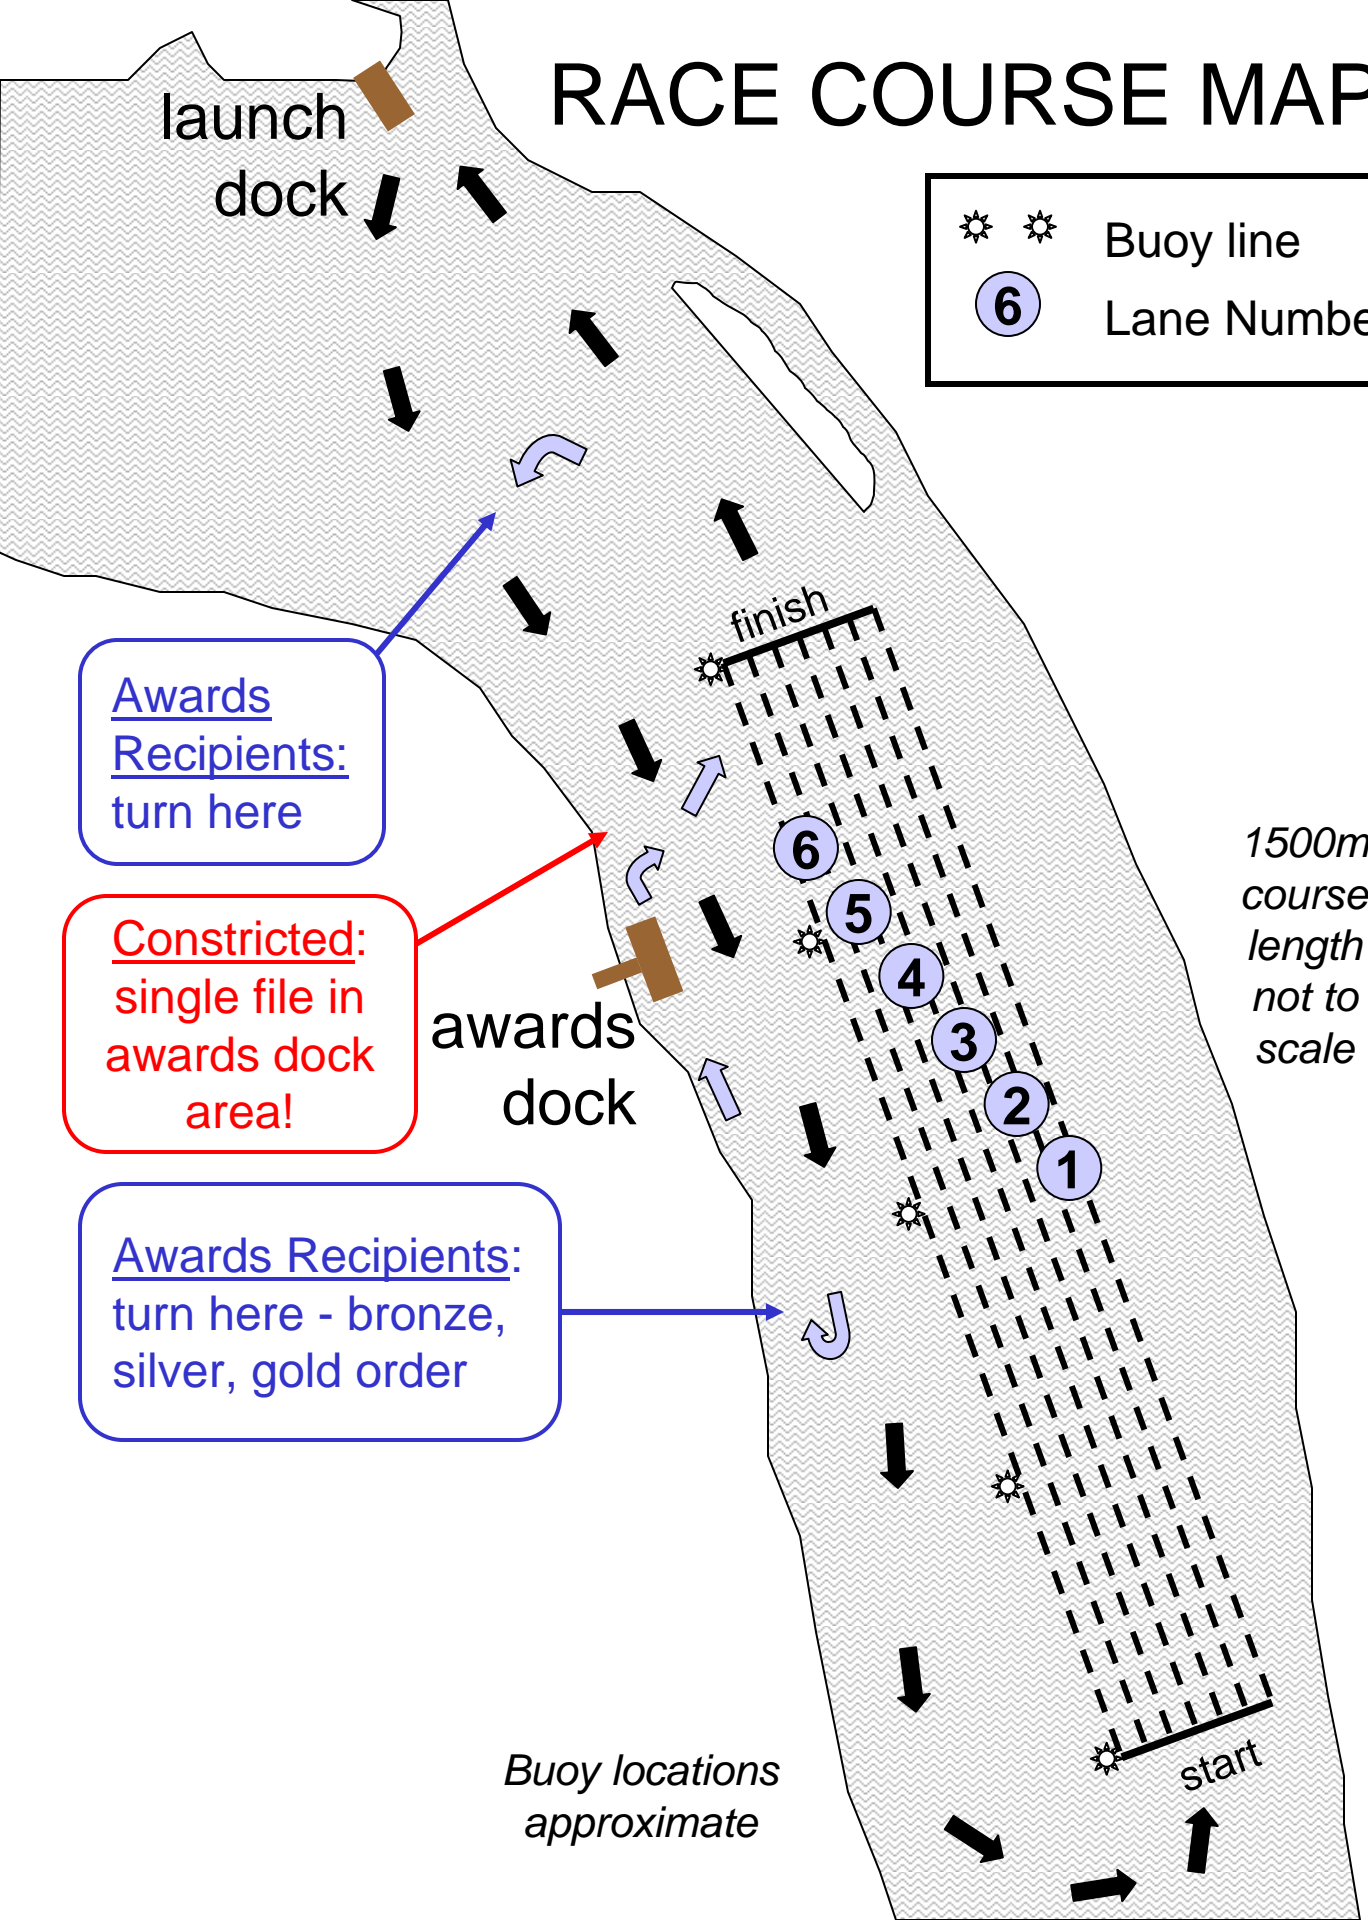 RACE COURSE MAP
launch
dock
Buoy line
6
Lane Numbe
finish
Awards
Recipients:
turn here
6
5
4
3
2
1
1500m
course
length
not to
scale
Constricted:
single file in
awards dock
area!
awards
dock
Awards Recipients:
turn here - bronze,
silver, gold order
start
Buoy locations
approximate